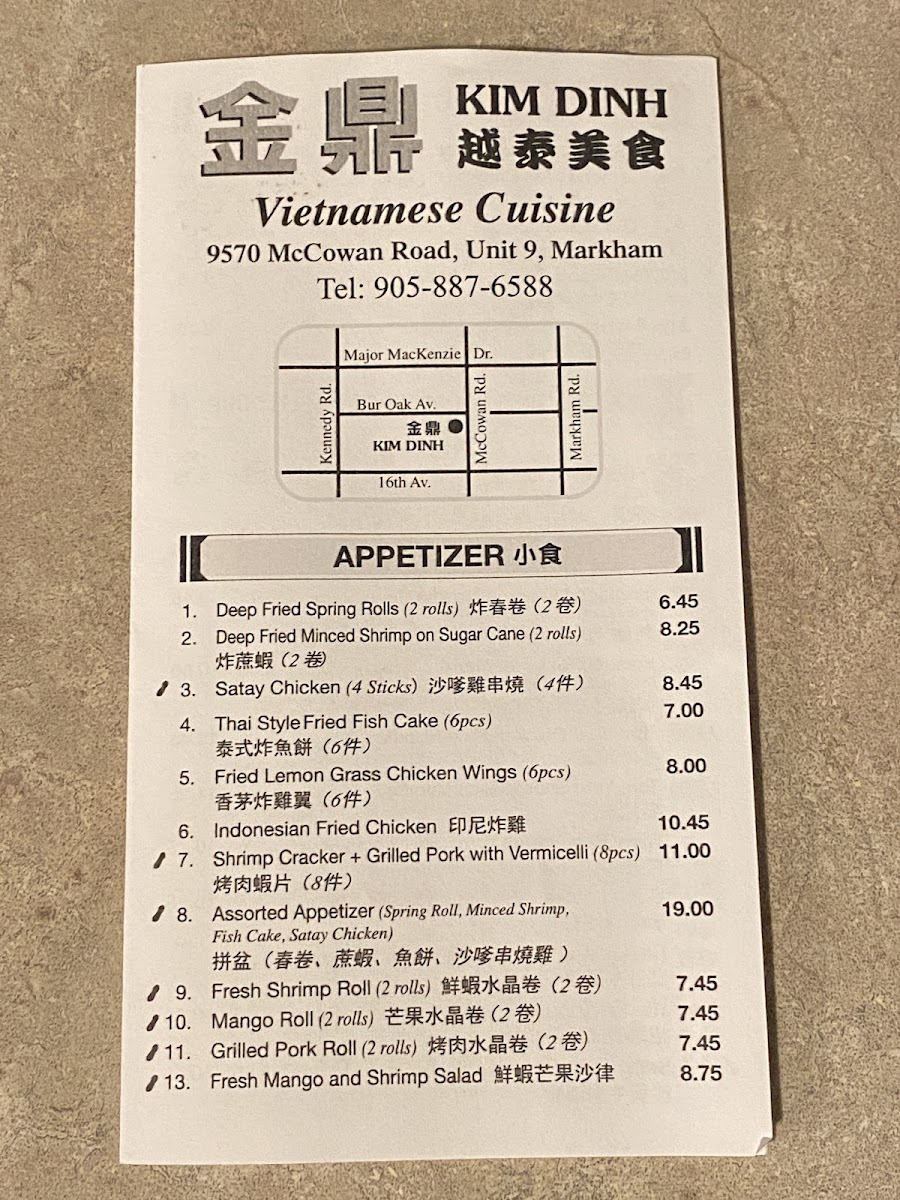 金鼎 KIM DINH
越泰美食
Vietnamese Cuisine
9570 McCowan Road, Unit 9, Markham
Tel: 905-887-6588
Major MacKenzie Dr.
Kennedy Rd.
Bur Oak Av.
McCowan Rd.
Markham Rd.
金鼎
KIM DINH
16th Av.
APPETIZER 小食
1. Deep Fried Spring Rolls (2 rolls) 炸春卷 (2 卷) 6.45
2. Deep Fried Minced Shrimp on Sugar Cane (2 rolls) 8.25
炸蔗蝦 (2 卷)
3. Satay Chicken (4 Sticks) 沙嗲雞串燒 (4件) 8.45
4. Thai Style Fried Fish Cake (6pcs) 7.00
泰式炸魚餅 (6件)
5. Fried Lemon Grass Chicken Wings (6pcs) 8.00
香茅炸雞翼 (6件)
6. Indonesian Fried Chicken 印尼炸雞 10.45
7. Shrimp Cracker + Grilled Pork with Vermicelli (8pcs) 11.00
烤肉蝦片 (8件)
8. Assorted Appetizer (Spring Roll, Minced Shrimp, 19.00
Fish Cake, Satay Chicken)
拼盆 (春卷、蔗蝦、魚餅、沙嗲串燒雞 )
9. Fresh Shrimp Roll (2 rolls) 鮮蝦水晶卷 (2 卷) 7.45
10. Mango Roll (2 rolls) 芒果水晶卷 (2 卷) 7.45
11. Grilled Pork Roll (2 rolls) 烤肉水晶卷 (2 卷) 7.45
13. Fresh Mango and Shrimp Salad 鮮蝦芒果沙律 8.75